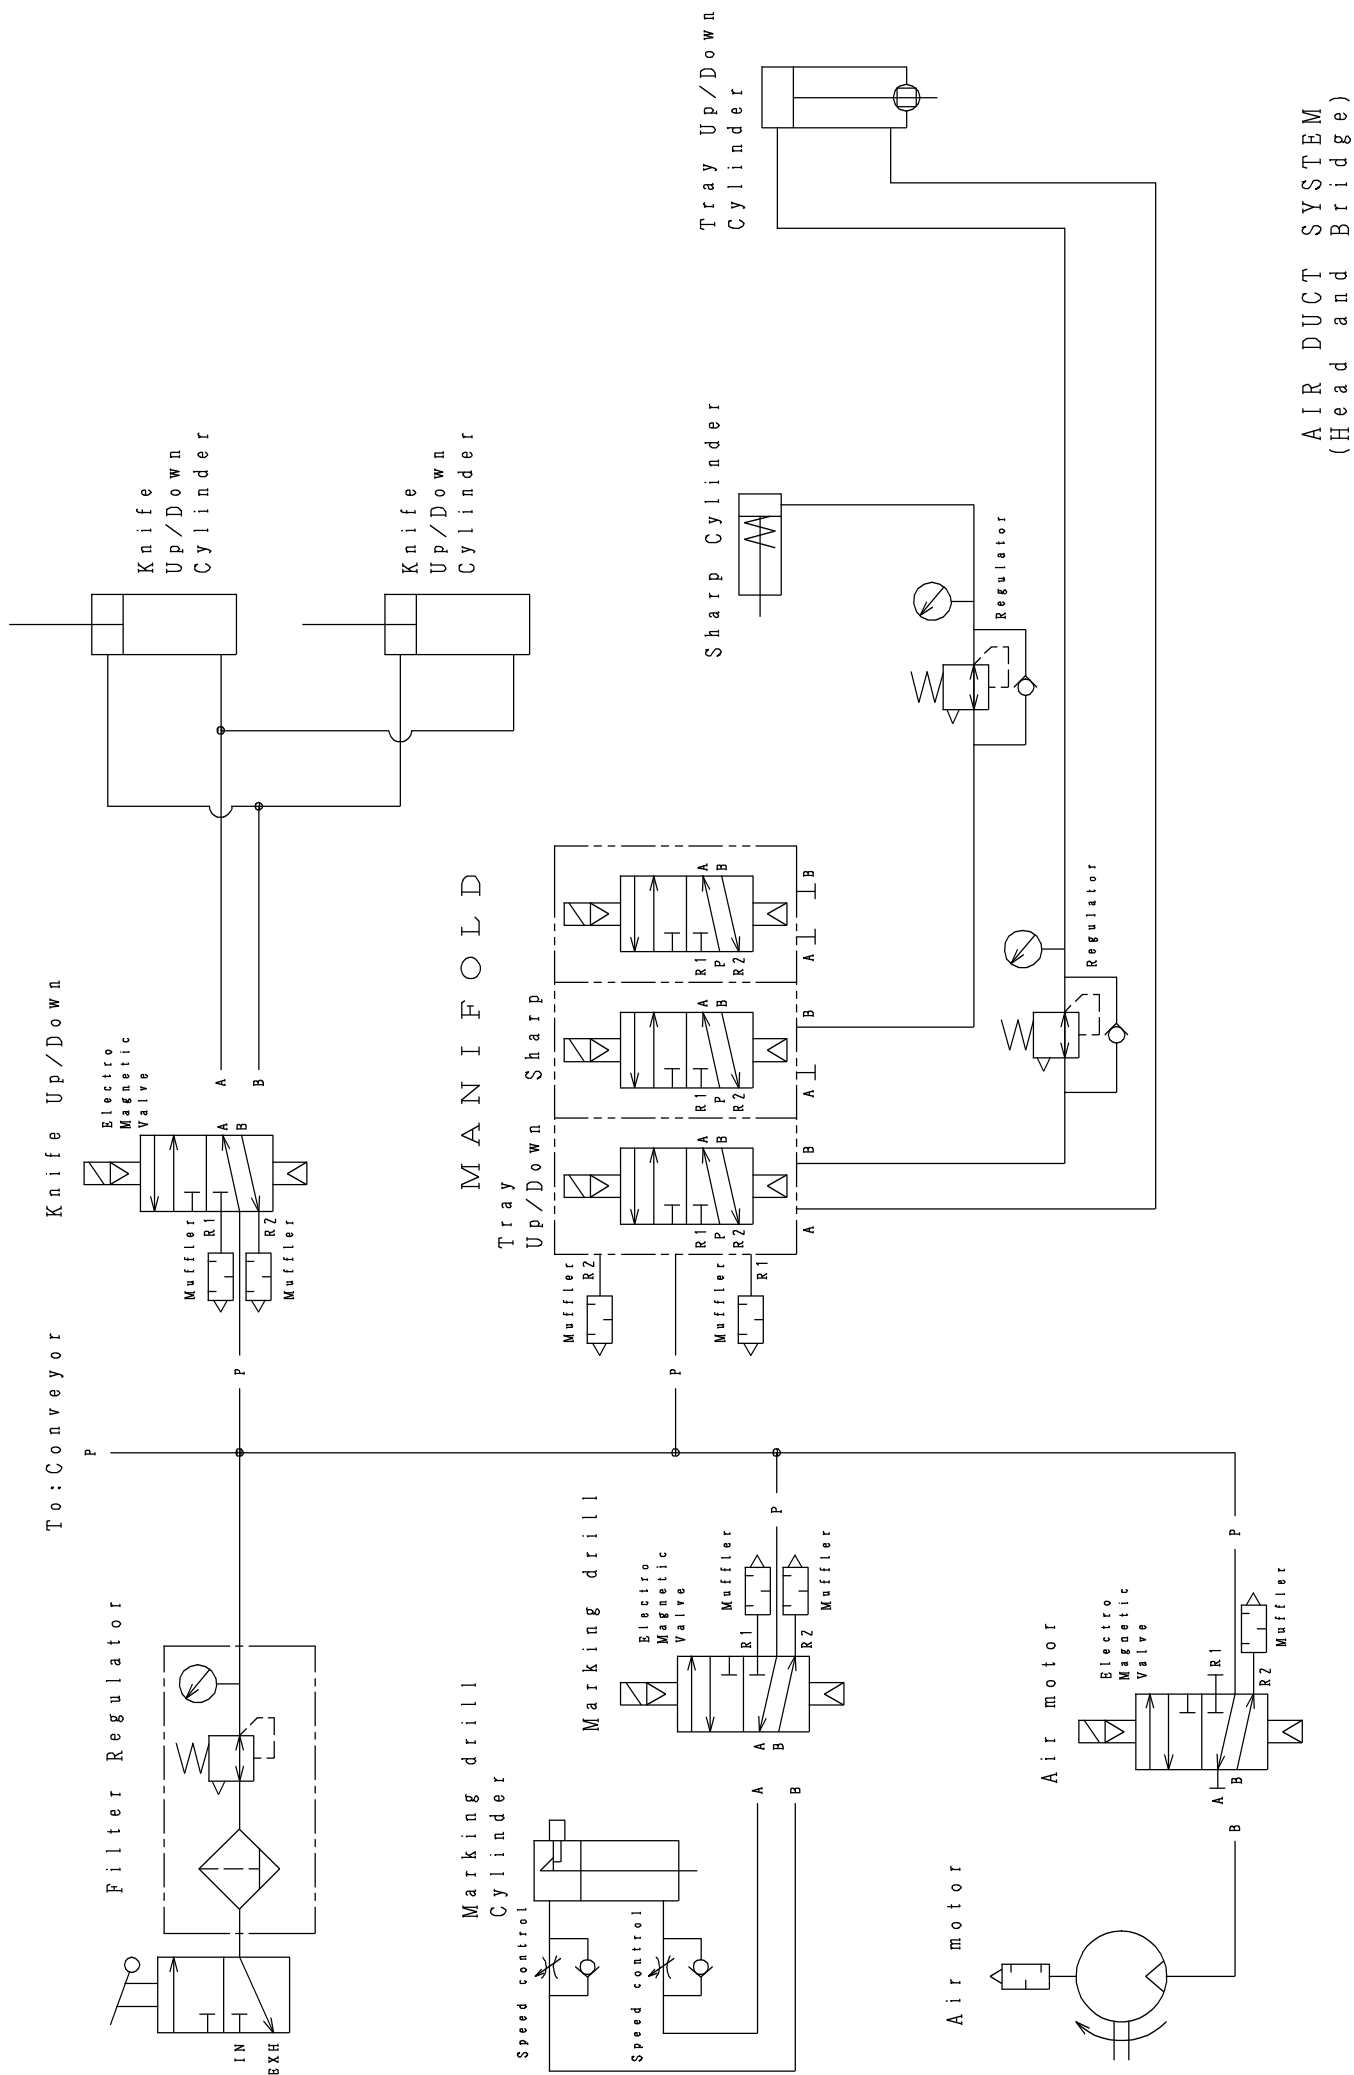 To:Conveyor
P
Filter Regulator
IN
EXH
P
Knife Up/Down
Electro
Magnetic
Valve
A
B
Muffler
R1
R2
Muffler
A
B
Knife
Up/Down
Cylinder
Knife
Up/Down
Cylinder
MANIFOLD
Tray
Up/Down
Sharp
Muffler
R2
Muffler
R1
P
R1
P
R2
A
B
R1
P
R2
A
B
R1
P
R2
A
B
A
B
A
B
A
B
Sharp Cylinder
Regulator
Regulator
Tray Up/Down
Cylinder
Marking drill
Cylinder
Speed control
Speed control
Marking drill
Electro
Magnetic
Valve
Muffler
Muffler
R1
R2
P
A
B
A
B
Air motor
Air motor
Electro
Magnetic
Valve
R1
R2
Muffler
P
A
B
B
AIR DUCT SYSTEM
(Head and Bridge)